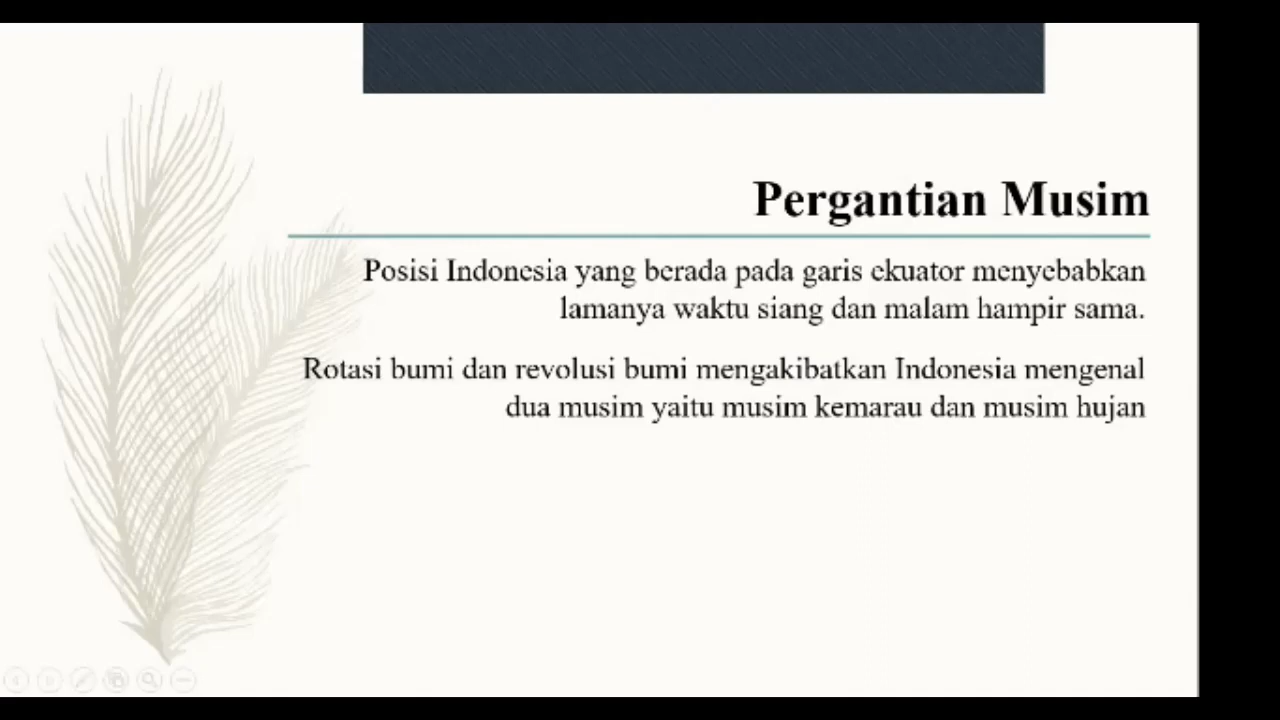 Pergantian Musim
Posisi Indonesia yang berada pada garis ekuator menyebabkan
lamanya waktu siang dan malam hampir sama.
Rotasi bumi dan revolusi bumi mengakibatkan Indonesia mengenal
dua musim yaitu musim kemarau dan musim hujan